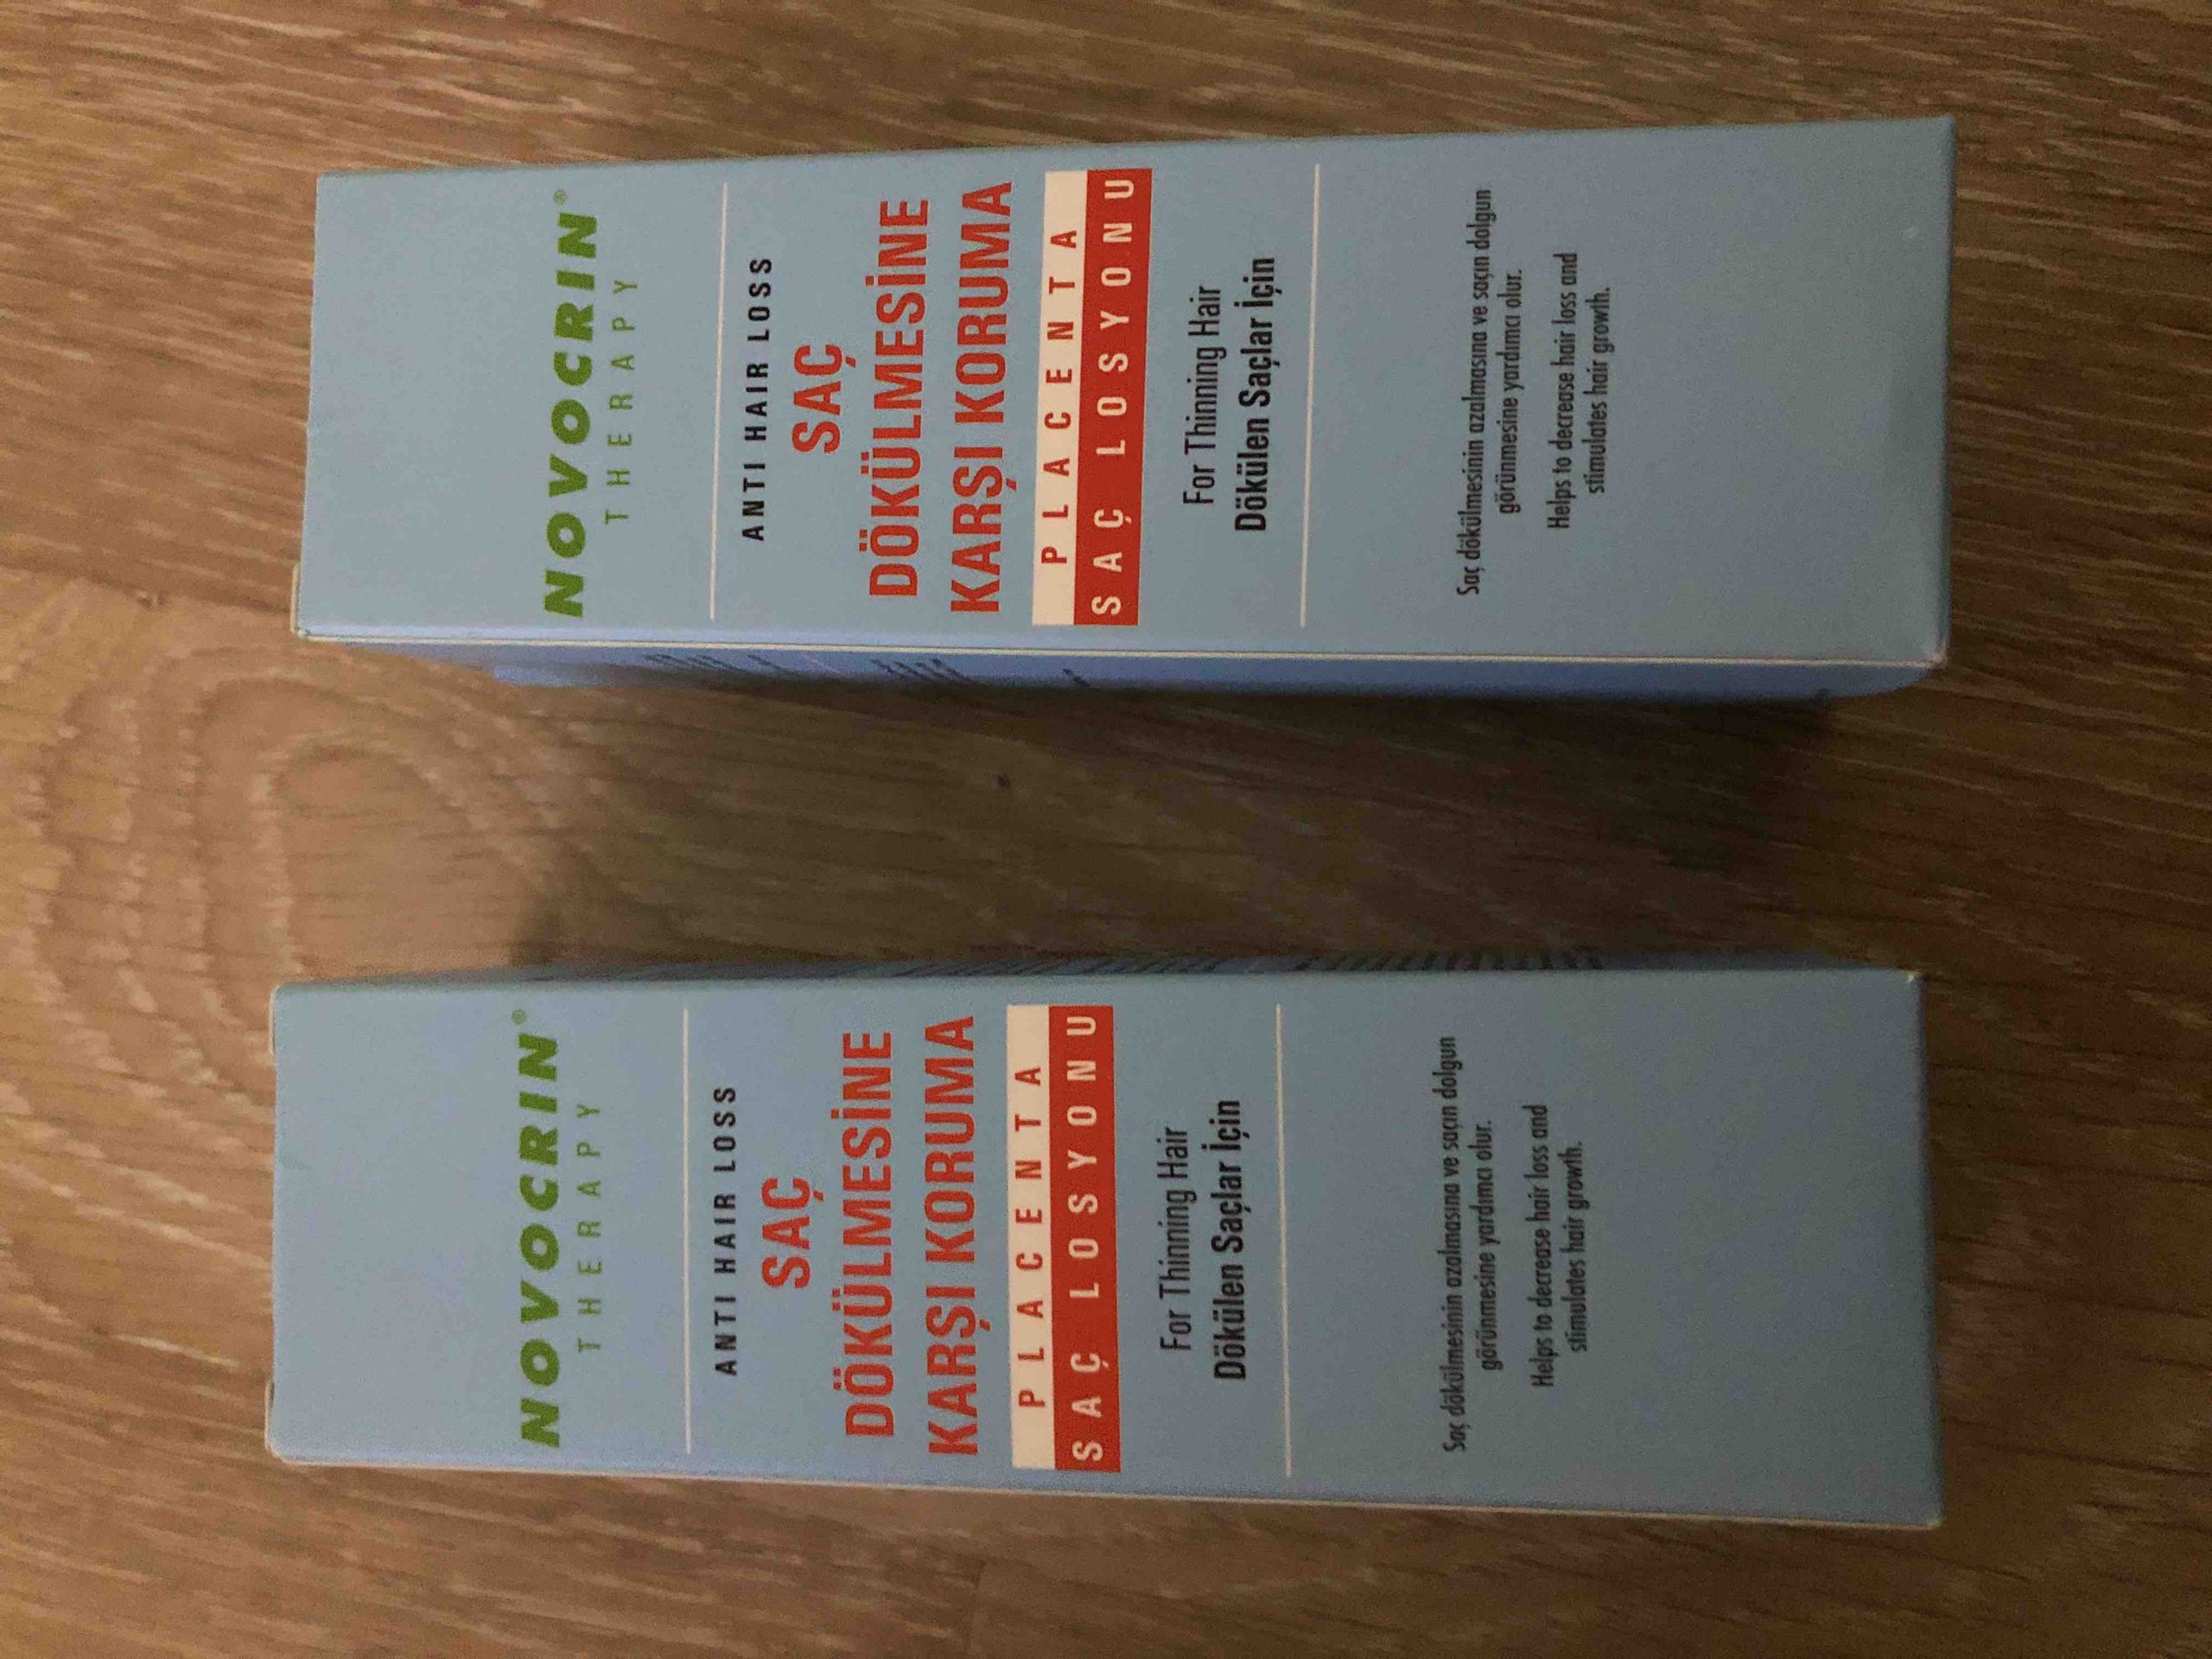 NOVOCRIN®
THERAPY
ANTI HAIR LOSS
SAÇ
DÖKÜLMESİNE
KARŞI KORUMA
PLACENTA
SAÇ LOSYONU
For Thinning Hair
Dökülen Saçlar İçin
Saç dökülmesinin azalmasına ve saçın dolgun
görünmesine yardımcı olur.
Helps to decrease hair loss and
stimulates hair growth.
NOVOCRIN®
THERAPY
ANTI HAIR LOSS
SAÇ
DÖKÜLMESİNE
KARŞI KORUMA
PLACENTA
SAÇ LOSYONU
For Thinning Hair
Dökülen Saçlar İçin
Saç dökülmesinin azalmasına ve saçın dolgun
görünmesine yardımcı olur.
Helps to decrease hair loss and
stimulates hair growth.